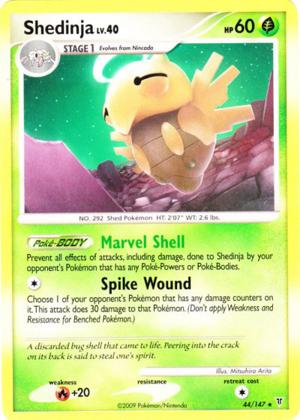 Shedinja LV.40 HP 60
STAGE 1 Evolves from Nincada
NO. 292 Shed Pokémon HT: 2'07" WT: 2.6 lbs.
Poké-BODY Marvel Shell
Prevent all effects of attacks, including damage, done to Shedinja by your
opponent's Pokémon that has any Poké-Powers or Poké-Bodies.
Spike Wound
Choose 1 of your opponent's Pokémon that has any damage counters on
it. This attack does 30 damage to that Pokémon. (Don't apply Weakness and
Resistance for Benched Pokémon.)
Illus. Mitsuhiro Arita
A discarded bug shell that came to life. Peering into the crack
on its back is said to steal one's spirit.
weakness resistance retreat cost
+20
©2009 Pokémon/Nintendo 44/147